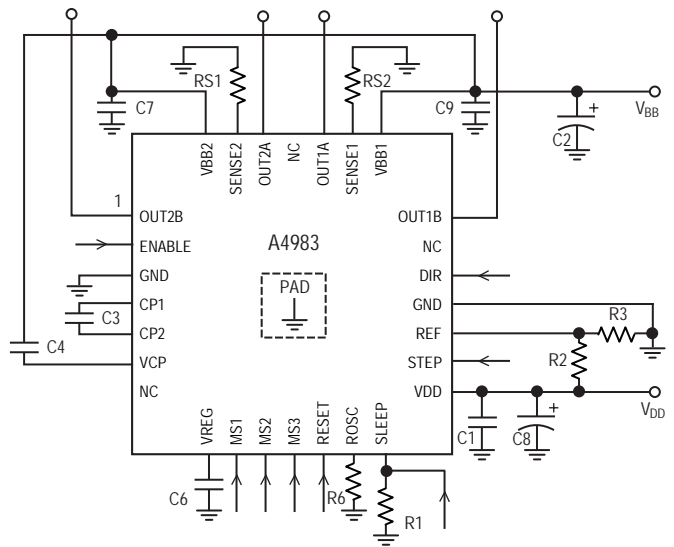 RS1
RS2
C7
C9
VBB
C2
+
VBB2
SENSE2
OUT2A
NC
OUT1A
SENSE1
VBB1
1
OUT2B
OUT1B
ENABLE
A4983
NC
GND
PAD
DIR
CP1
C3
GND
R3
CP2
REF
C4
R2
VCP
STEP
NC
VDD
VDD
VREG
MS1
MS2
MS3
RESET
ROSC
SLEEP
C1
C8
+
C6
R6
R1